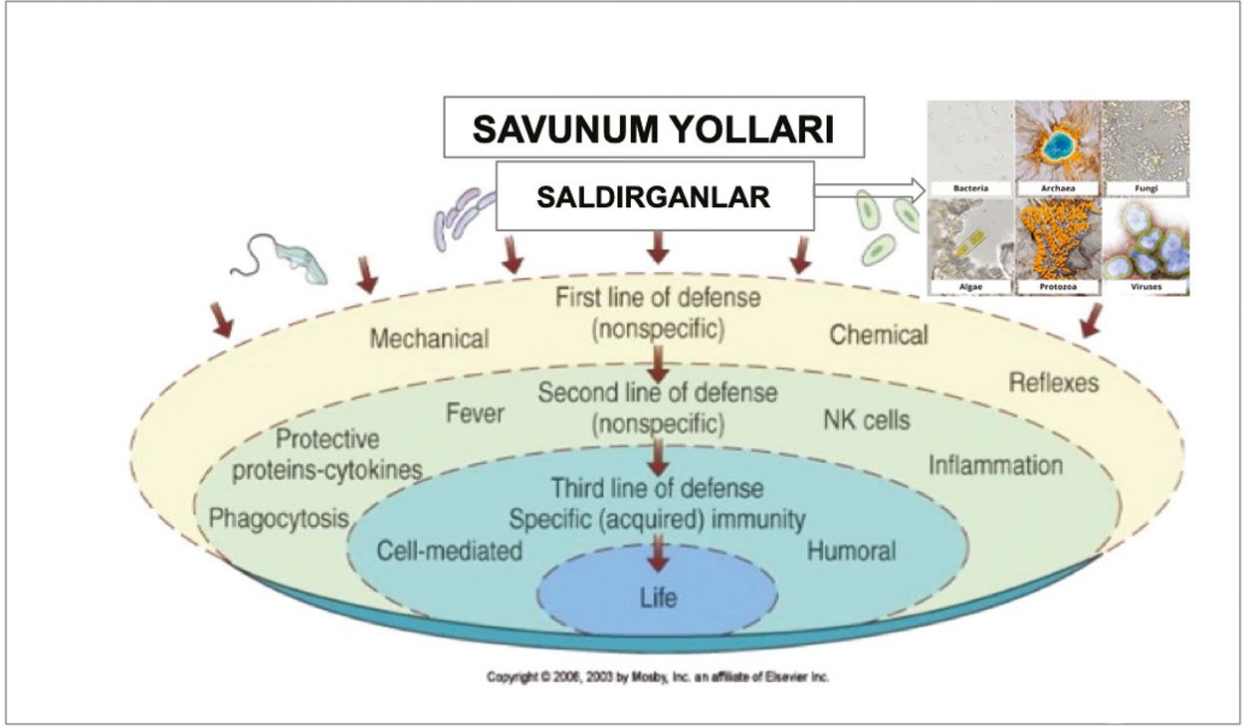 SAVUNUM YOLLARI
SALDIRGANLAR
Bacteria
Archaea
Fungi
Algae
Protozoa
Viruses
First line of defense
(nonspecific)
Mechanical
Chemical
Reflexes
Second line of defense
(nonspecific)
Fever
NK cells
Protective
proteins-cytokines
Inflammation
Phagocytosis
Third line of defense
Specific (acquired) immunity
Cell-mediated
Humoral
Life
Copyright © 2006, 2003 by Mosby, Inc. an affiliate of Elsevier Inc.